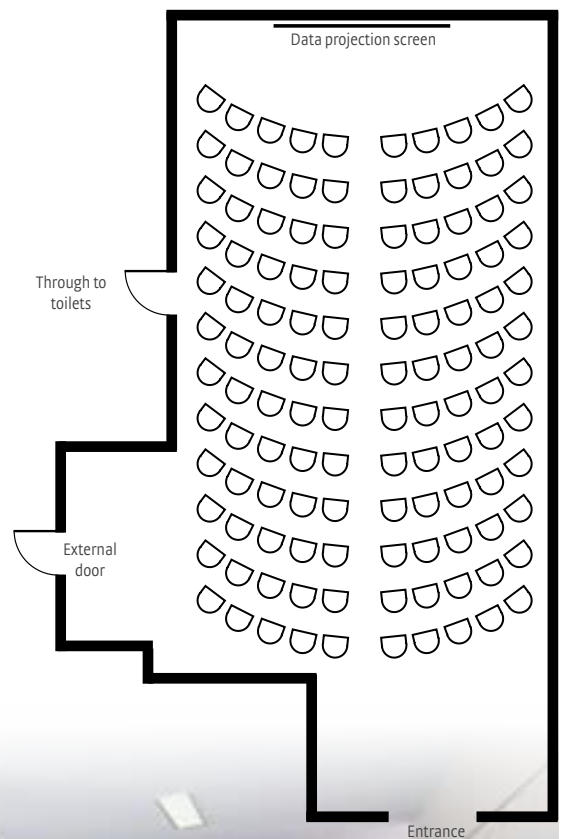 Data projection screen
Through to
toilets
External
door
Entrance